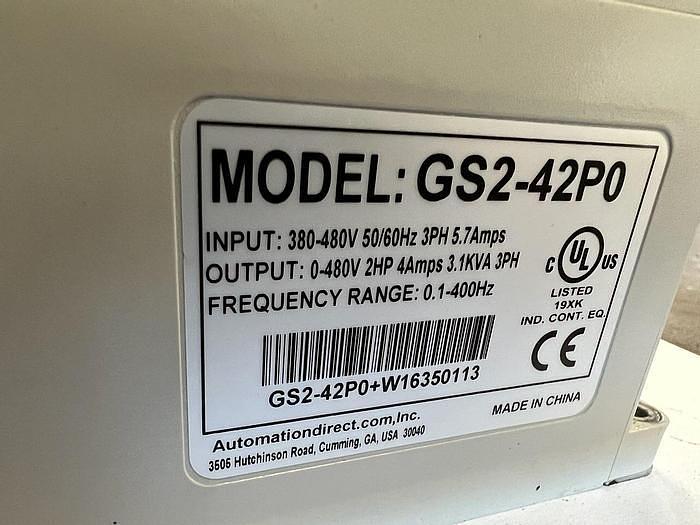 MODEL: GS2-42P0
INPUT: 380-480V 50/60Hz 3PH 5.7Amps
OUTPUT: 0-480V 2HP 4Amps 3.1KVA 3PH
FREQUENCY RANGE: 0.1-400Hz
C UL US
LISTED
19XK
IND. CONT. EQ.
CE
GS2-42P0+W16350113
Automationdirect.com,Inc.
3505 Hutchinson Road, Cumming, GA, USA 30040
MADE IN CHINA